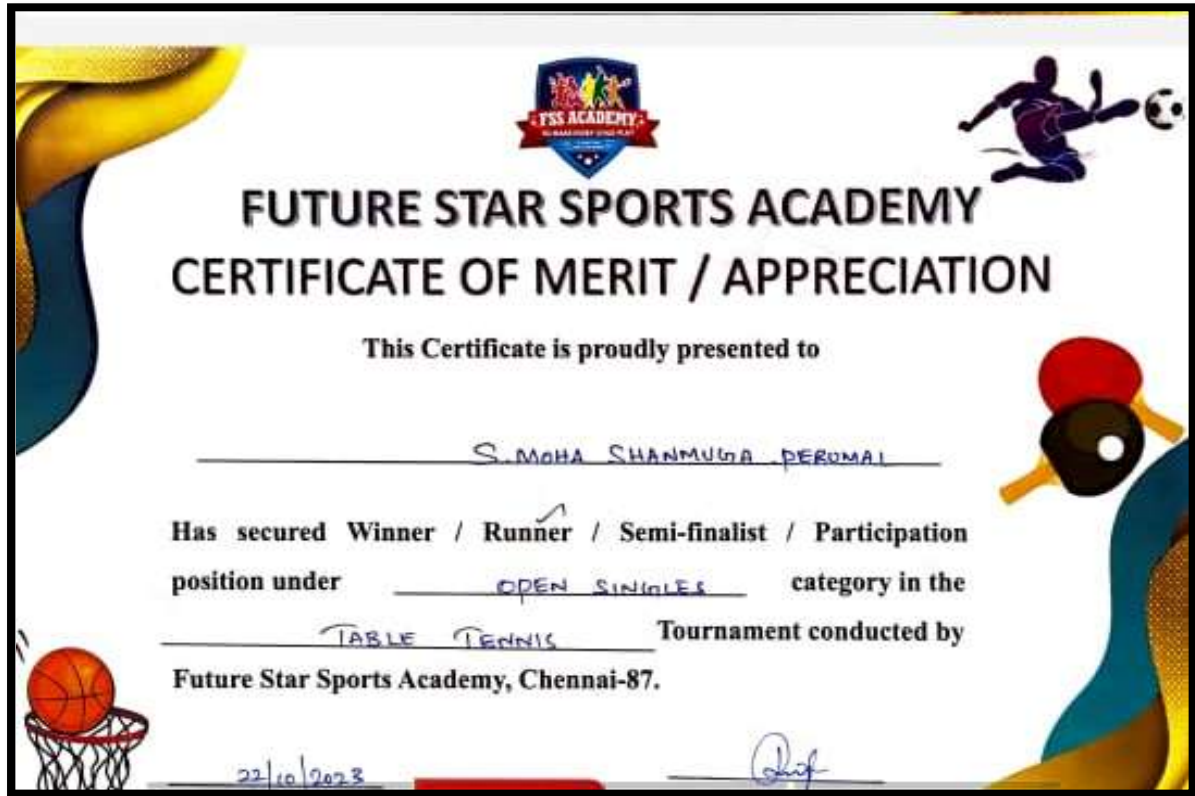 FSS ACADEMY
FUTURE STAR SPORTS ACADEMY
CERTIFICATE OF MERIT / APPRECIATION
This Certificate is proudly presented to
S. MOHA SHANMUGA PERUMAL
Has secured Winner / Runner / Semi-finalist / Participation
position under OPEN SINGLES category in the
TABLE TENNIS Tournament conducted by
Future Star Sports Academy, Chennai-87.
22/10/2023